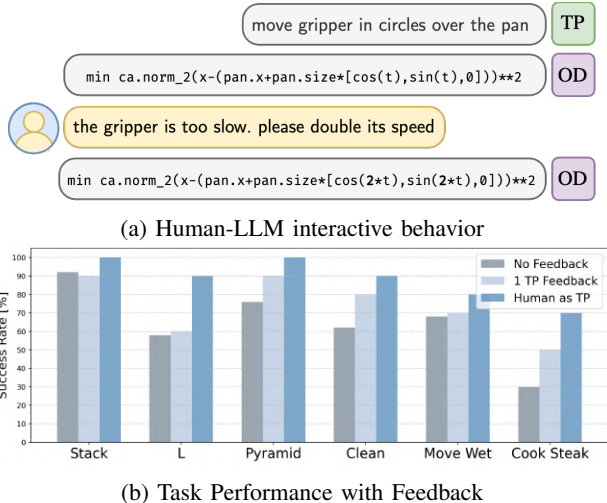 move gripper in circles over the pan TP
min ca.norm_2(x-(pan.x+pan.size*[cos(t),sin(t),0]))**2 OD
the gripper is too slow. please double its speed
min ca.norm_2(x-(pan.x+pan.size*[cos(2*t),sin(2*t),0]))**2 OD
(a) Human-LLM interactive behavior
Success Rate [%]
100
90
80
70
60
50
40
30
20
10
0
No Feedback
1 TP Feedback
Human as TP
Stack L Pyramid Clean Move Wet Cook Steak
(b) Task Performance with Feedback